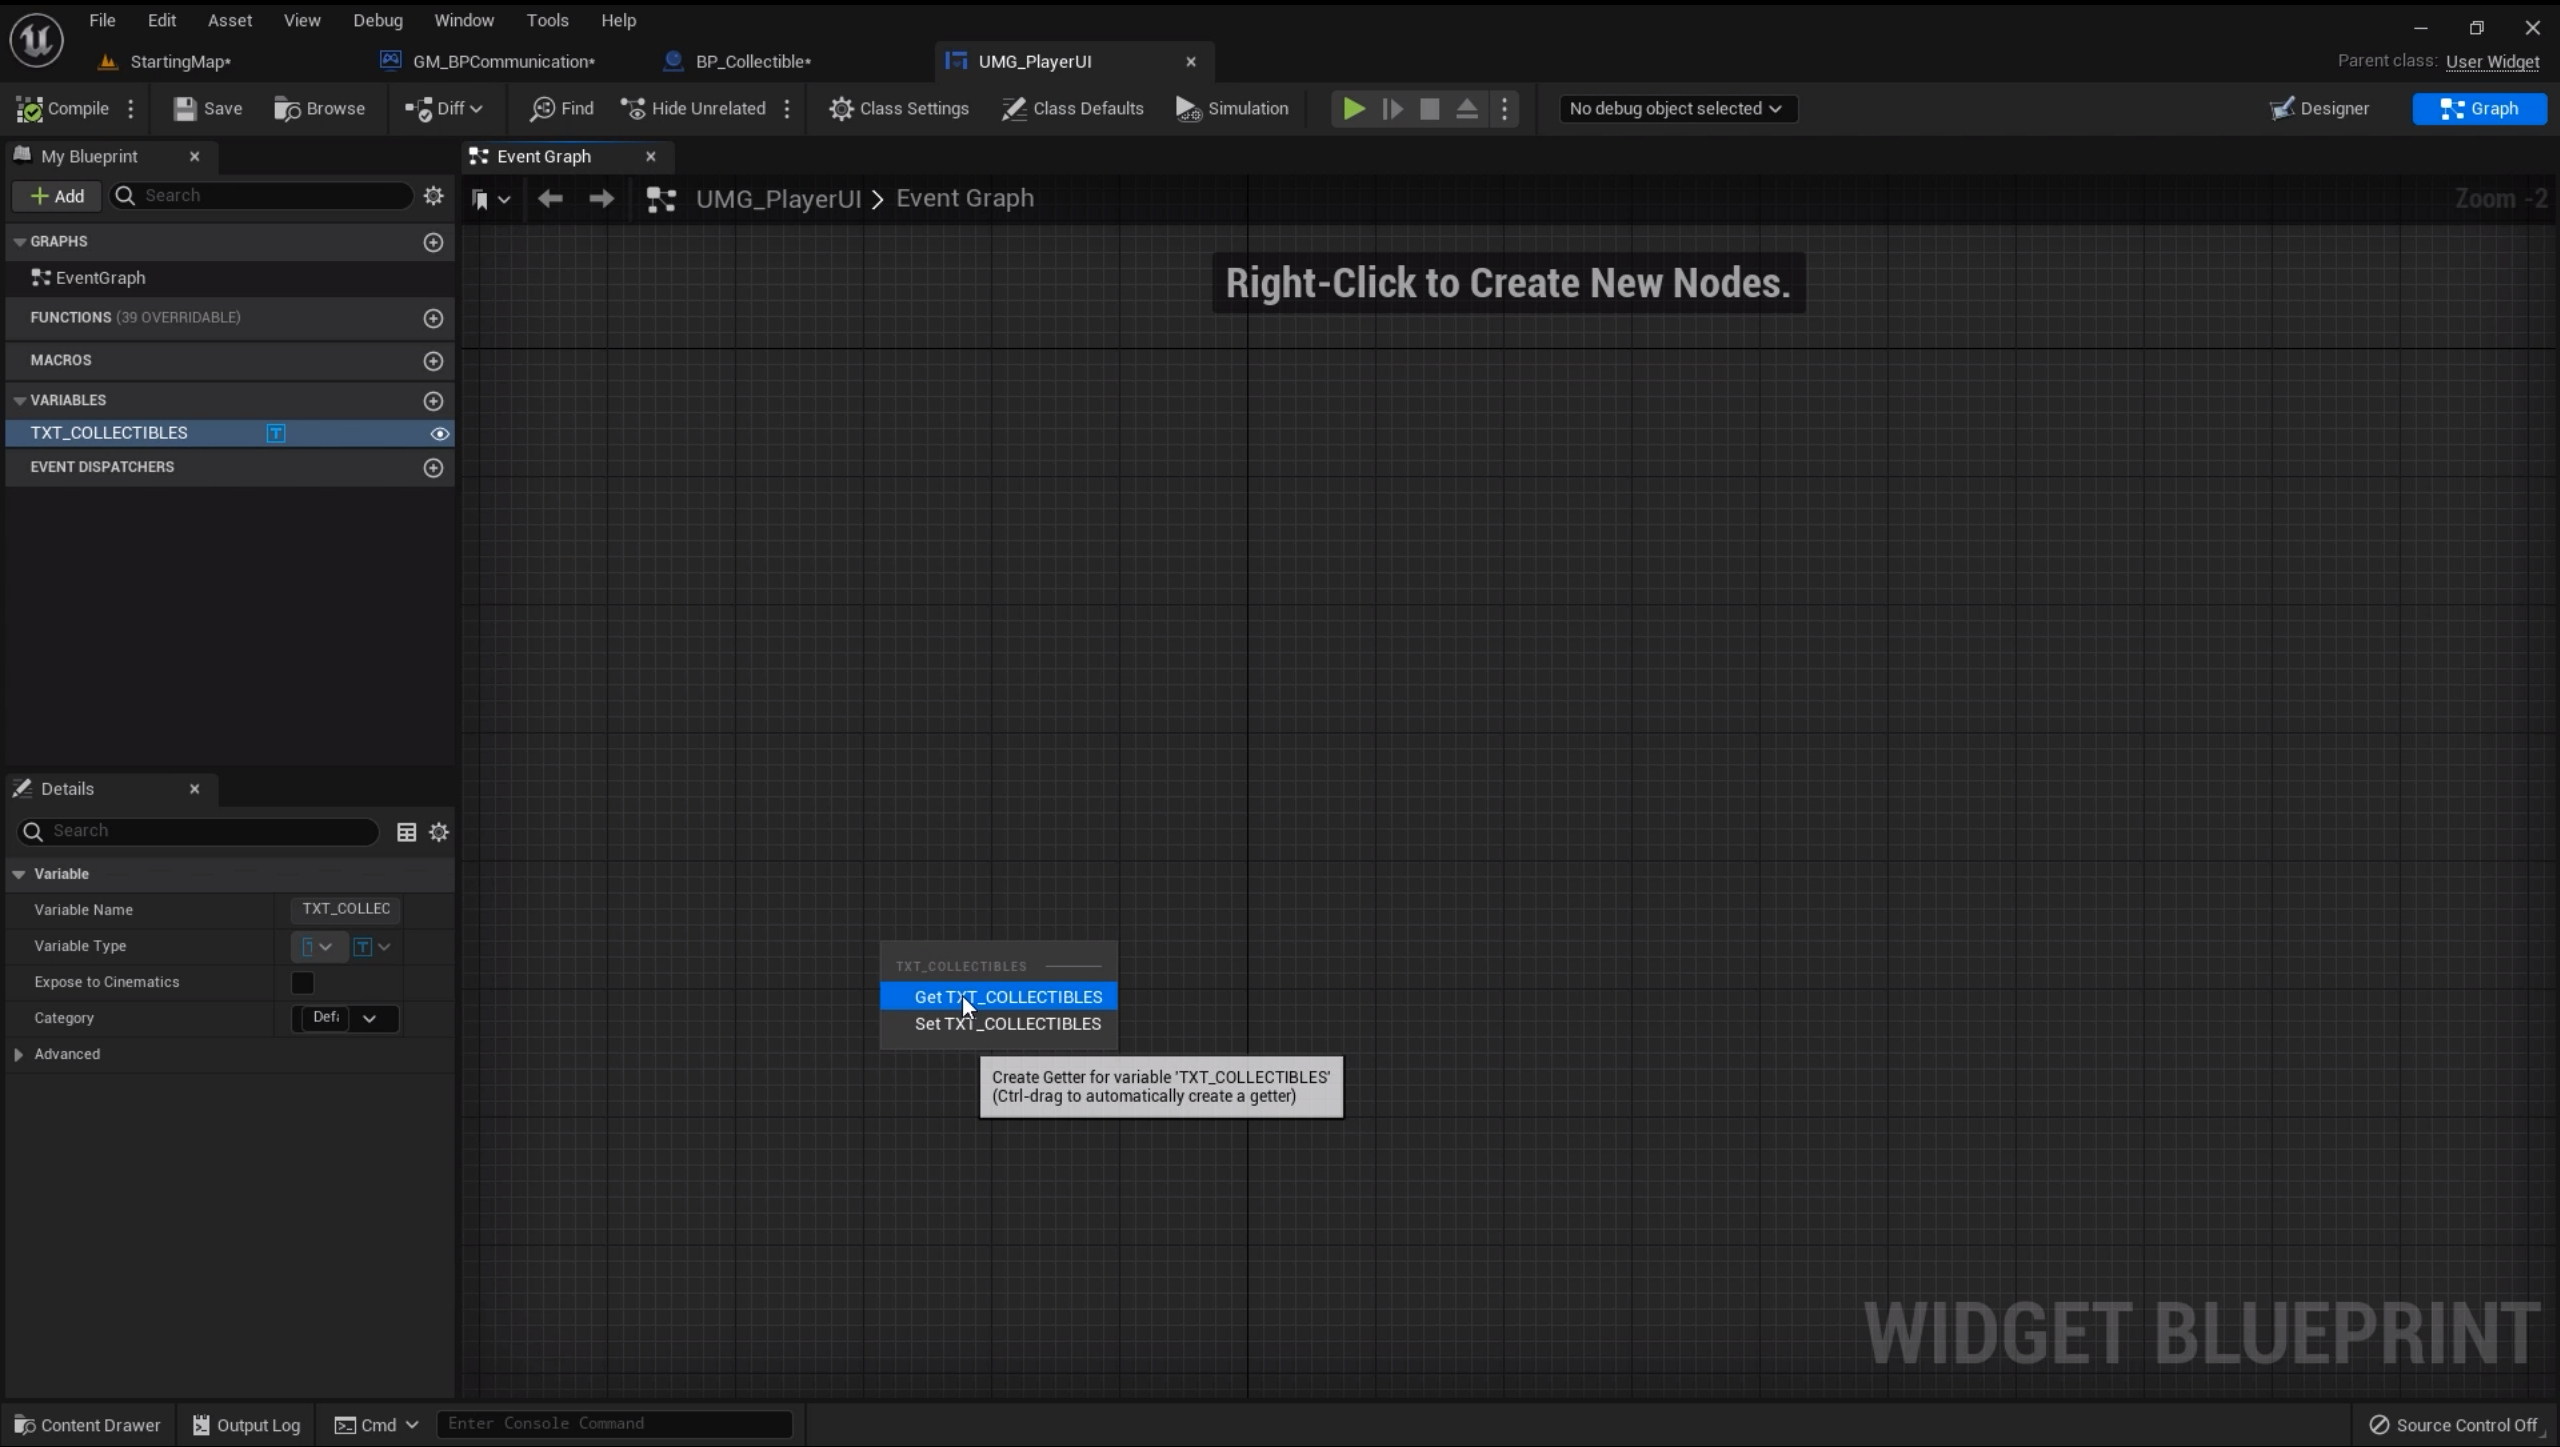 File Edit Asset View Debug Window Tools Help
StartingMap* GM_BPCommunication* BP_Collectible* UMG_PlayerUI
Parent class: User Widget
Compile Save Browse Diff Find Hide Unrelated Class Settings Class Defaults Simulation No debug object selected Designer Graph
My Blueprint
Event Graph
Add Search
UMG_PlayerUI > Event Graph
Zoom -2
GRAPHS
EventGraph
Right-Click to Create New Nodes.
FUNCTIONS (39 OVERRIDABLE)
MACROS
VARIABLES
TXT_COLLECTIBLES
EVENT DISPATCHERS
Details
Search
Variable
Variable Name TXT_COLLEC
Variable Type
Expose to Cinematics
Category Defa
Advanced
TXT_COLLECTIBLES
Get TXT_COLLECTIBLES
Set TXT_COLLECTIBLES
Create Getter for variable 'TXT_COLLECTIBLES'
(Ctrl-drag to automatically create a getter)
WIDGET BLUEPRINT
Content Drawer Output Log Cmd Enter Console Command Source Control Off